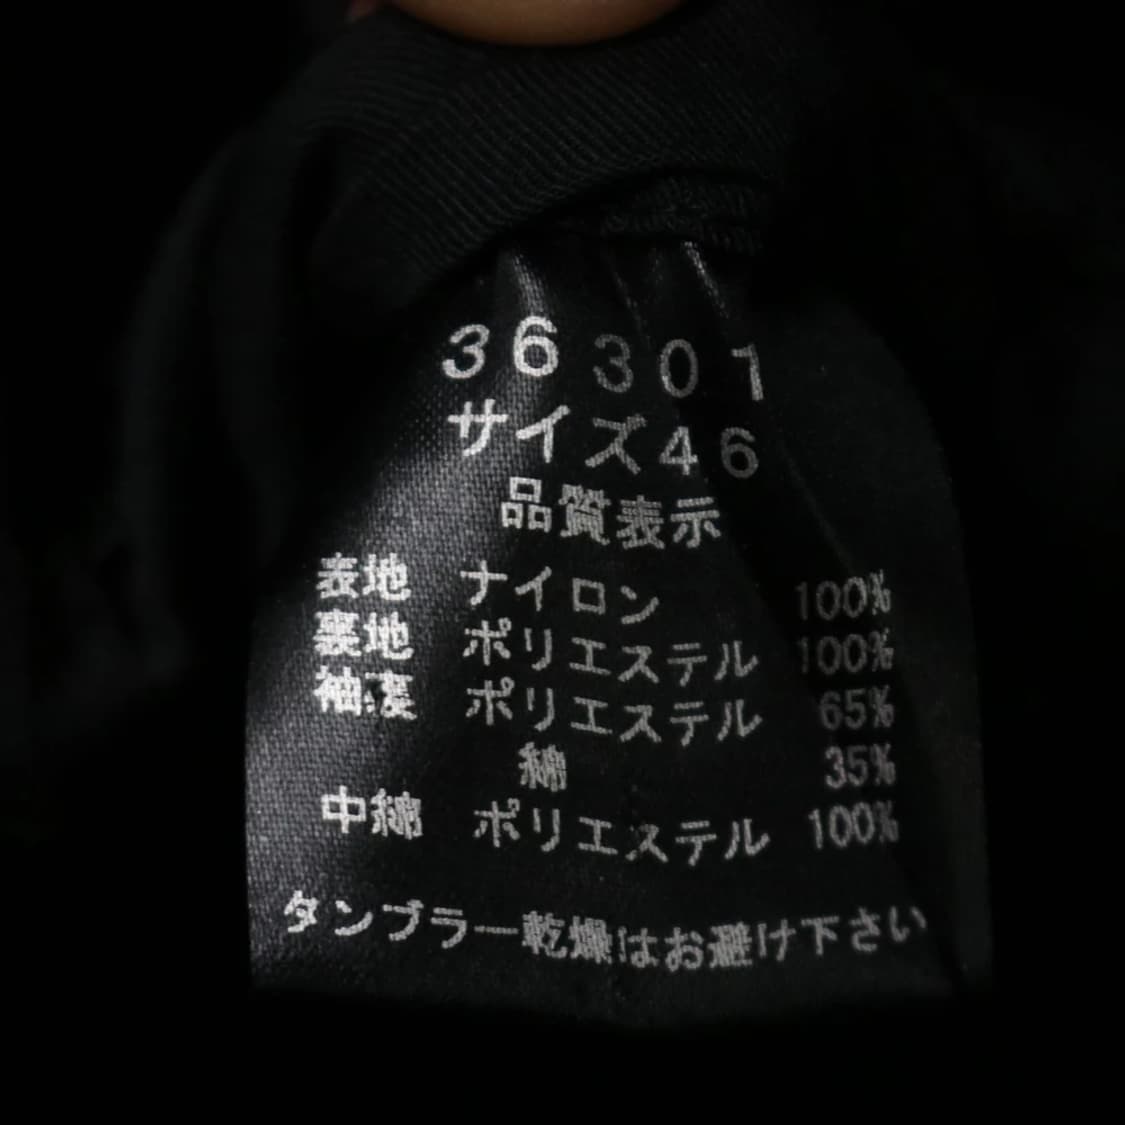 36301
サイズ46
品質表示
表地 ナイロン 100%
裏地 ポリエステル 100%
袖裏 ポリエステル 65%
綿 35%
中綿 ポリエステル 100%
タンブラー乾燥はお避け下さい